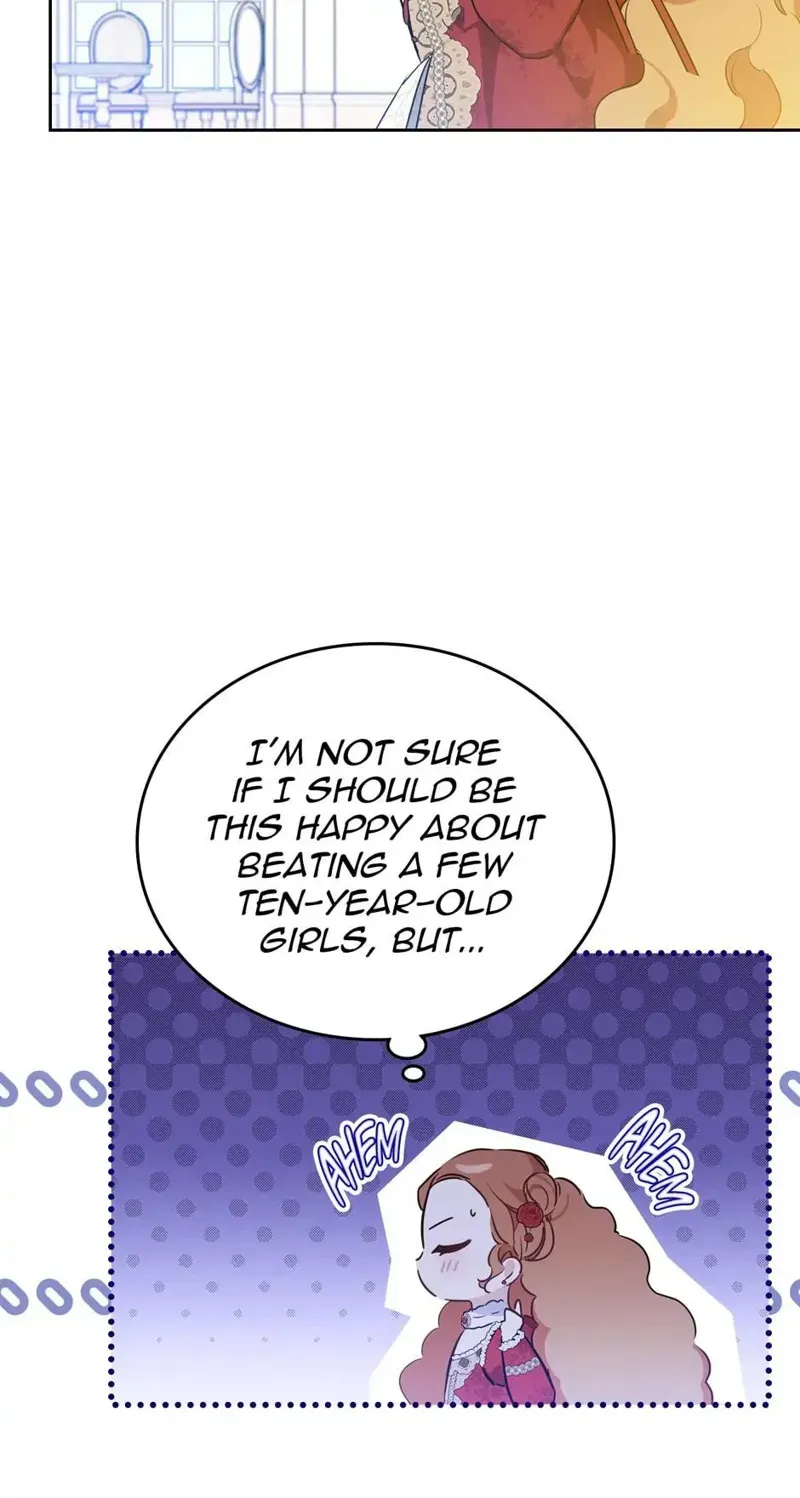 I'M NOT SURE
IF I SHOULD BE
THIS HAPPY ABOUT
BEATING A FEW
TEN-YEAR-OLD
GIRLS, BUT...
AHEM
AHEM